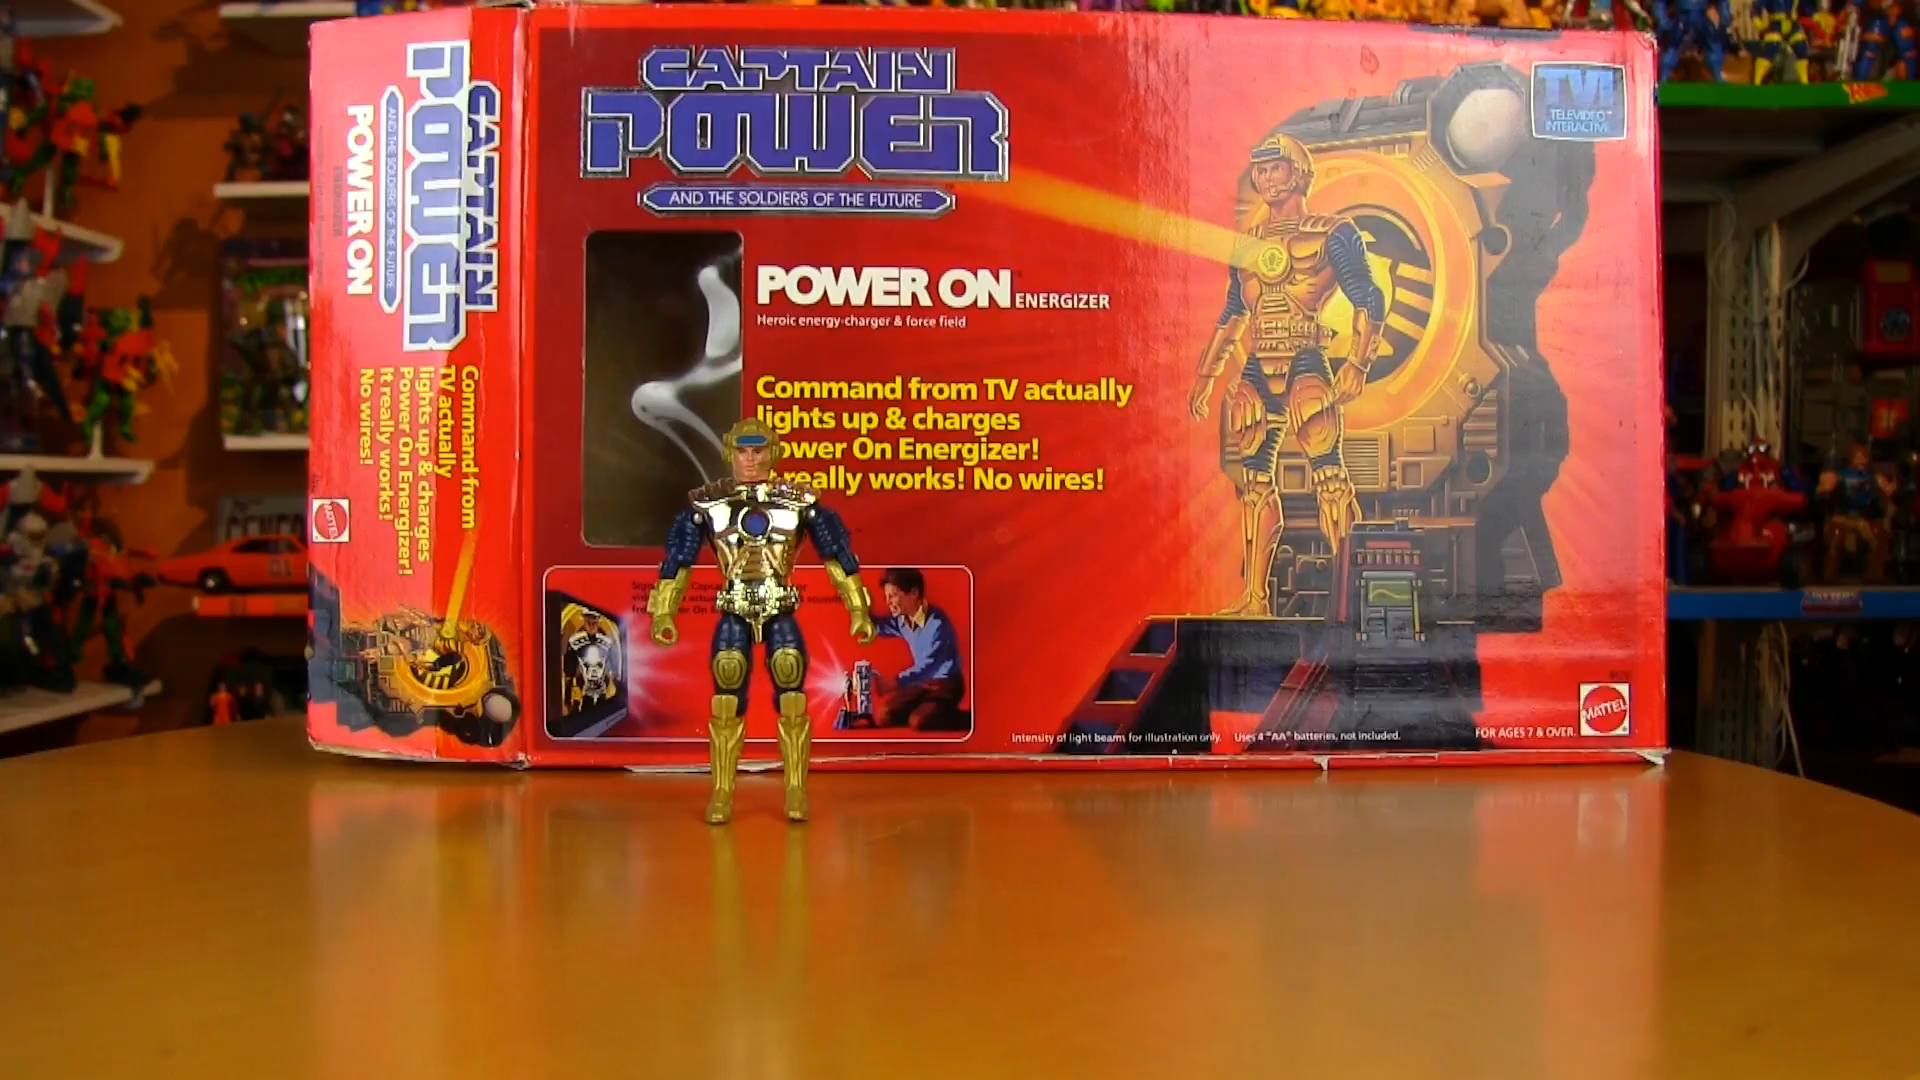 CAPTAIN
POWER
AND THE SOLDIERS OF THE FUTURE
POWER ON
ENERGIZER
Command from
TV actually
lights up & charges
Power On Energizer!
It really works!
No wires!
MATTEL
CAPTAIN
POWER
AND THE SOLDIERS OF THE FUTURE
TVI
TELEVIDEO™
INTERACTIVE
POWER ON ENERGIZER
Heroic energy-charger & force field
Command from TV actually
lights up & charges
ower On Energizer!
really works! No wires!
Intensity of light beams for illustration only. Uses 4 "AA" batteries, not included.
FOR AGES 7 & OVER.
MATTEL
01